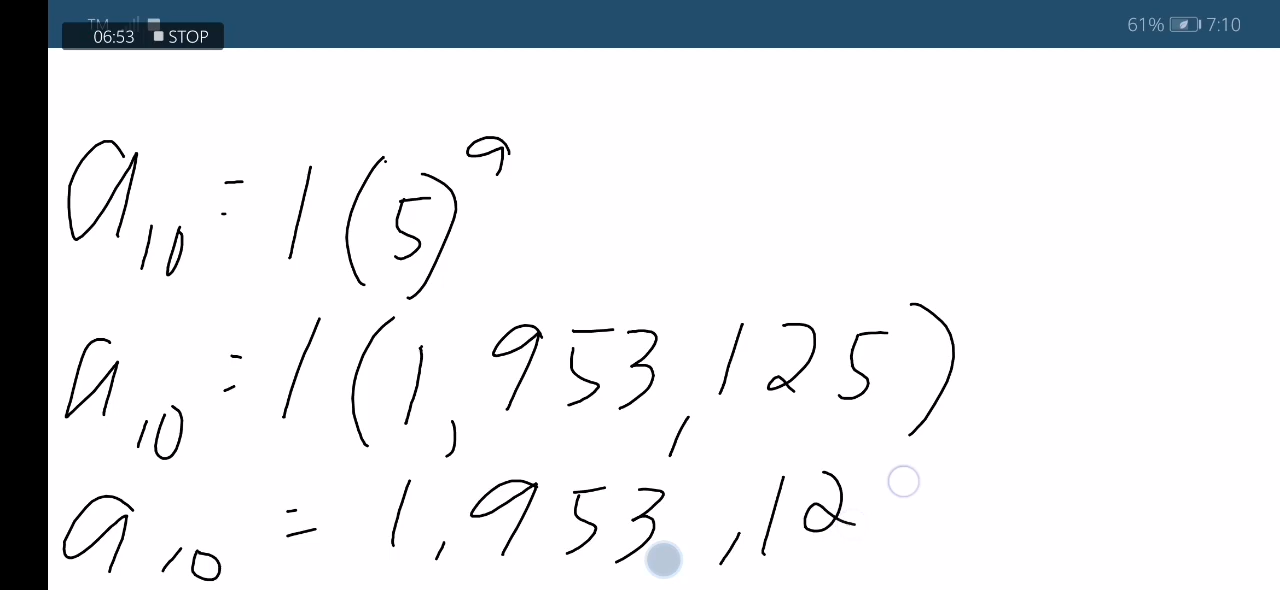 TM
06:53 STOP 61% 7:10
a₁₀ = 1(5)⁹
a₁₀ = 1(1,953,125)
a₁₀ = 1,953,12